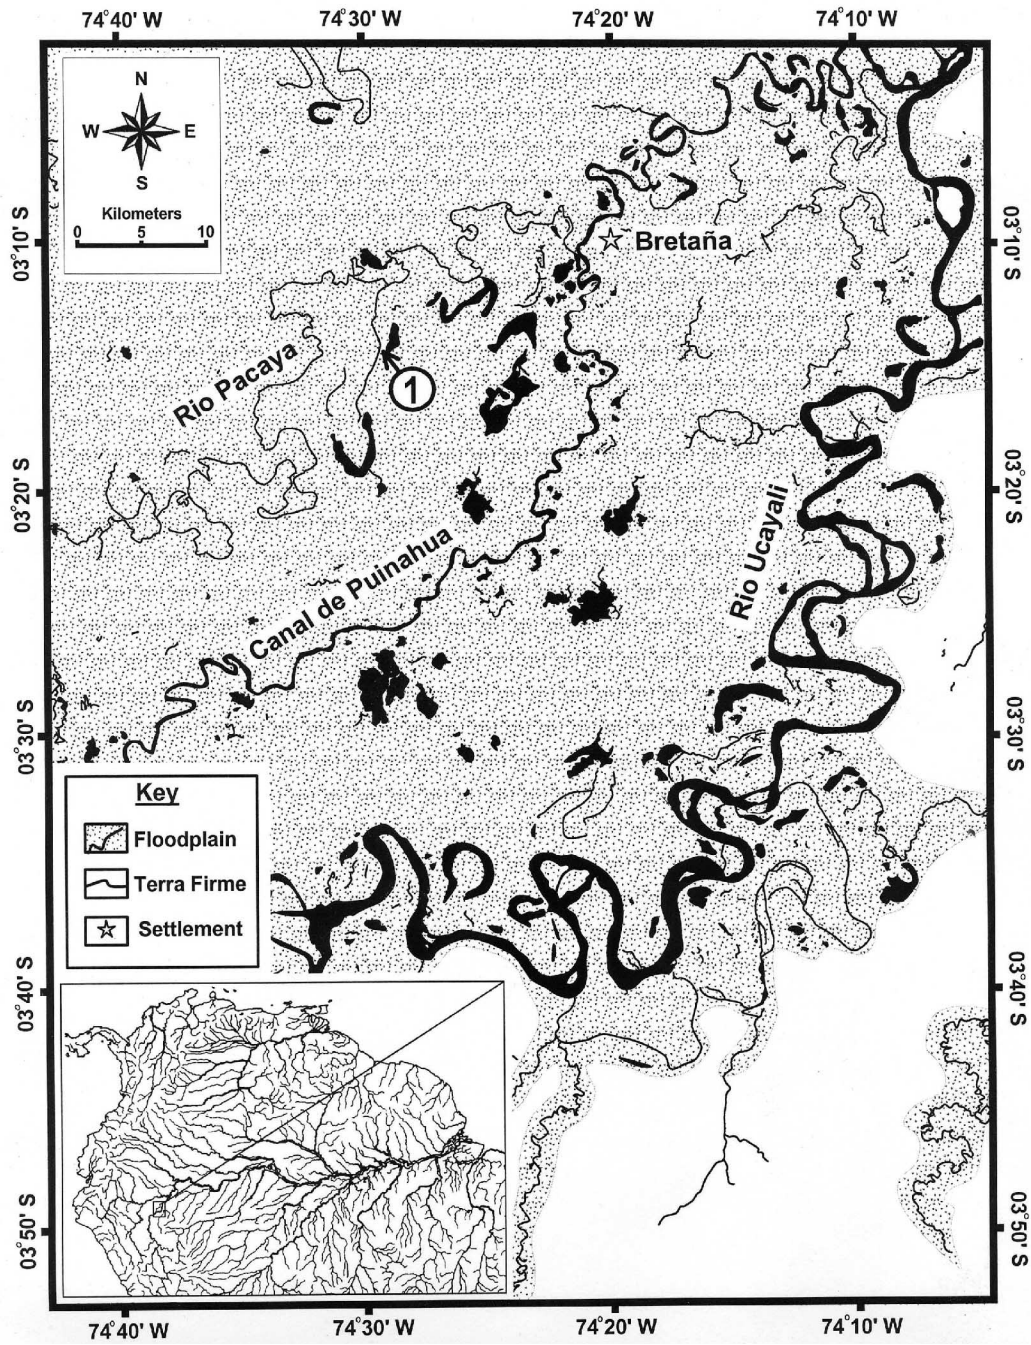 74°40' W 74°30' W 74°20' W 74°10' W
N
W E
S
Kilometers
0 5 10
03°10' S
03°10' S
Bretaña
Rio Pacaya
1
03°20' S
03°20' S
Rio Ucayali
Canal de Puinahua
03°30' S
03°30' S
Key
Floodplain
Terra Firme
Settlement
03°40' S
03°40' S
03°50' S
03°50' S
74°40' W 74°30' W 74°20' W 74°10' W